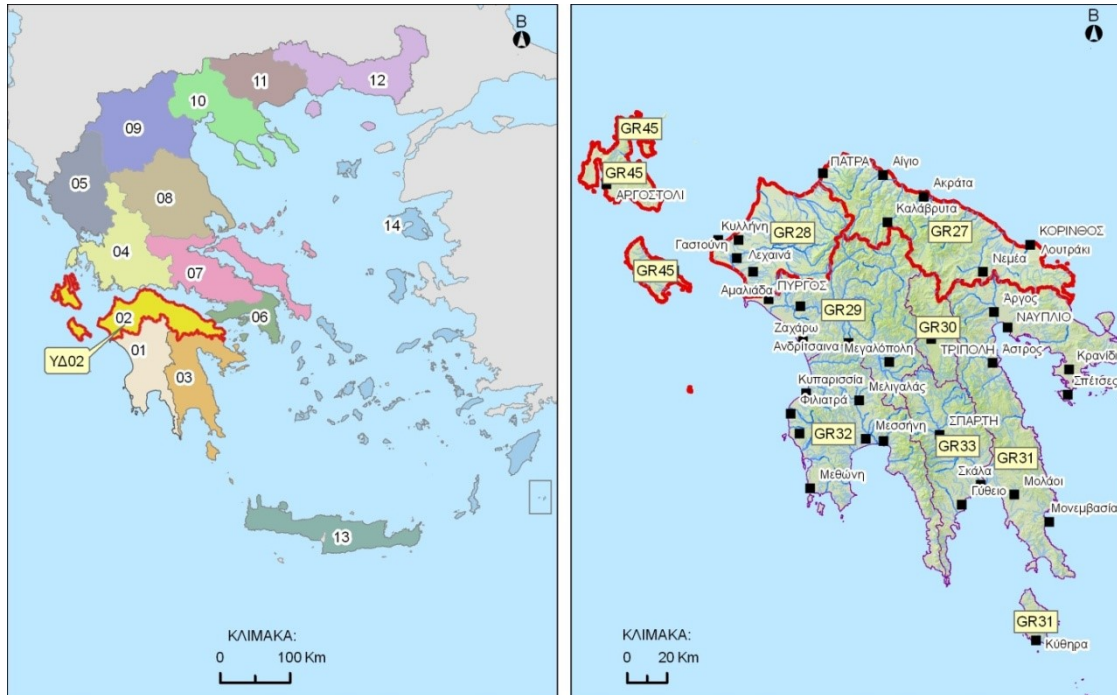 Β
11
12
10
09
05
08
14
04
07
02
06
ΥΔ02
01
03
13
ΚΛΙΜΑΚΑ:
0 100 Km
Β
GR45
GR45
ΑΡΓΟΣΤΟΛΙ
ΠΑΤΡΑ
Αίγιο
Ακράτα
Καλάβρυτα
GR27
ΚΟΡΙΝΘΟΣ
Λουτράκι
Κυλλήνη
GR28
Γαστούνη
Λεχαινά
Νεμέα
GR45
Αμαλιάδα
ΠΥΡΓΟΣ
Άργος
GR29
ΝΑΥΠΛΙΟ
Ζαχάρω
GR30
Ανδρίτσαινα
Μεγαλόπολη
ΤΡΙΠΟΛΗ
Άστρος
Κρανίδι
Σπέτσες
Κυπαρισσία
Μελιγαλάς
Φιλιατρά
ΣΠΑΡΤΗ
GR32
Μεσσήνη
GR33
GR31
Μεθώνη
Σκάλα
Μολάοι
Γύθειο
Μονεμβασία
GR31
Κύθηρα
ΚΛΙΜΑΚΑ:
0 20 Km